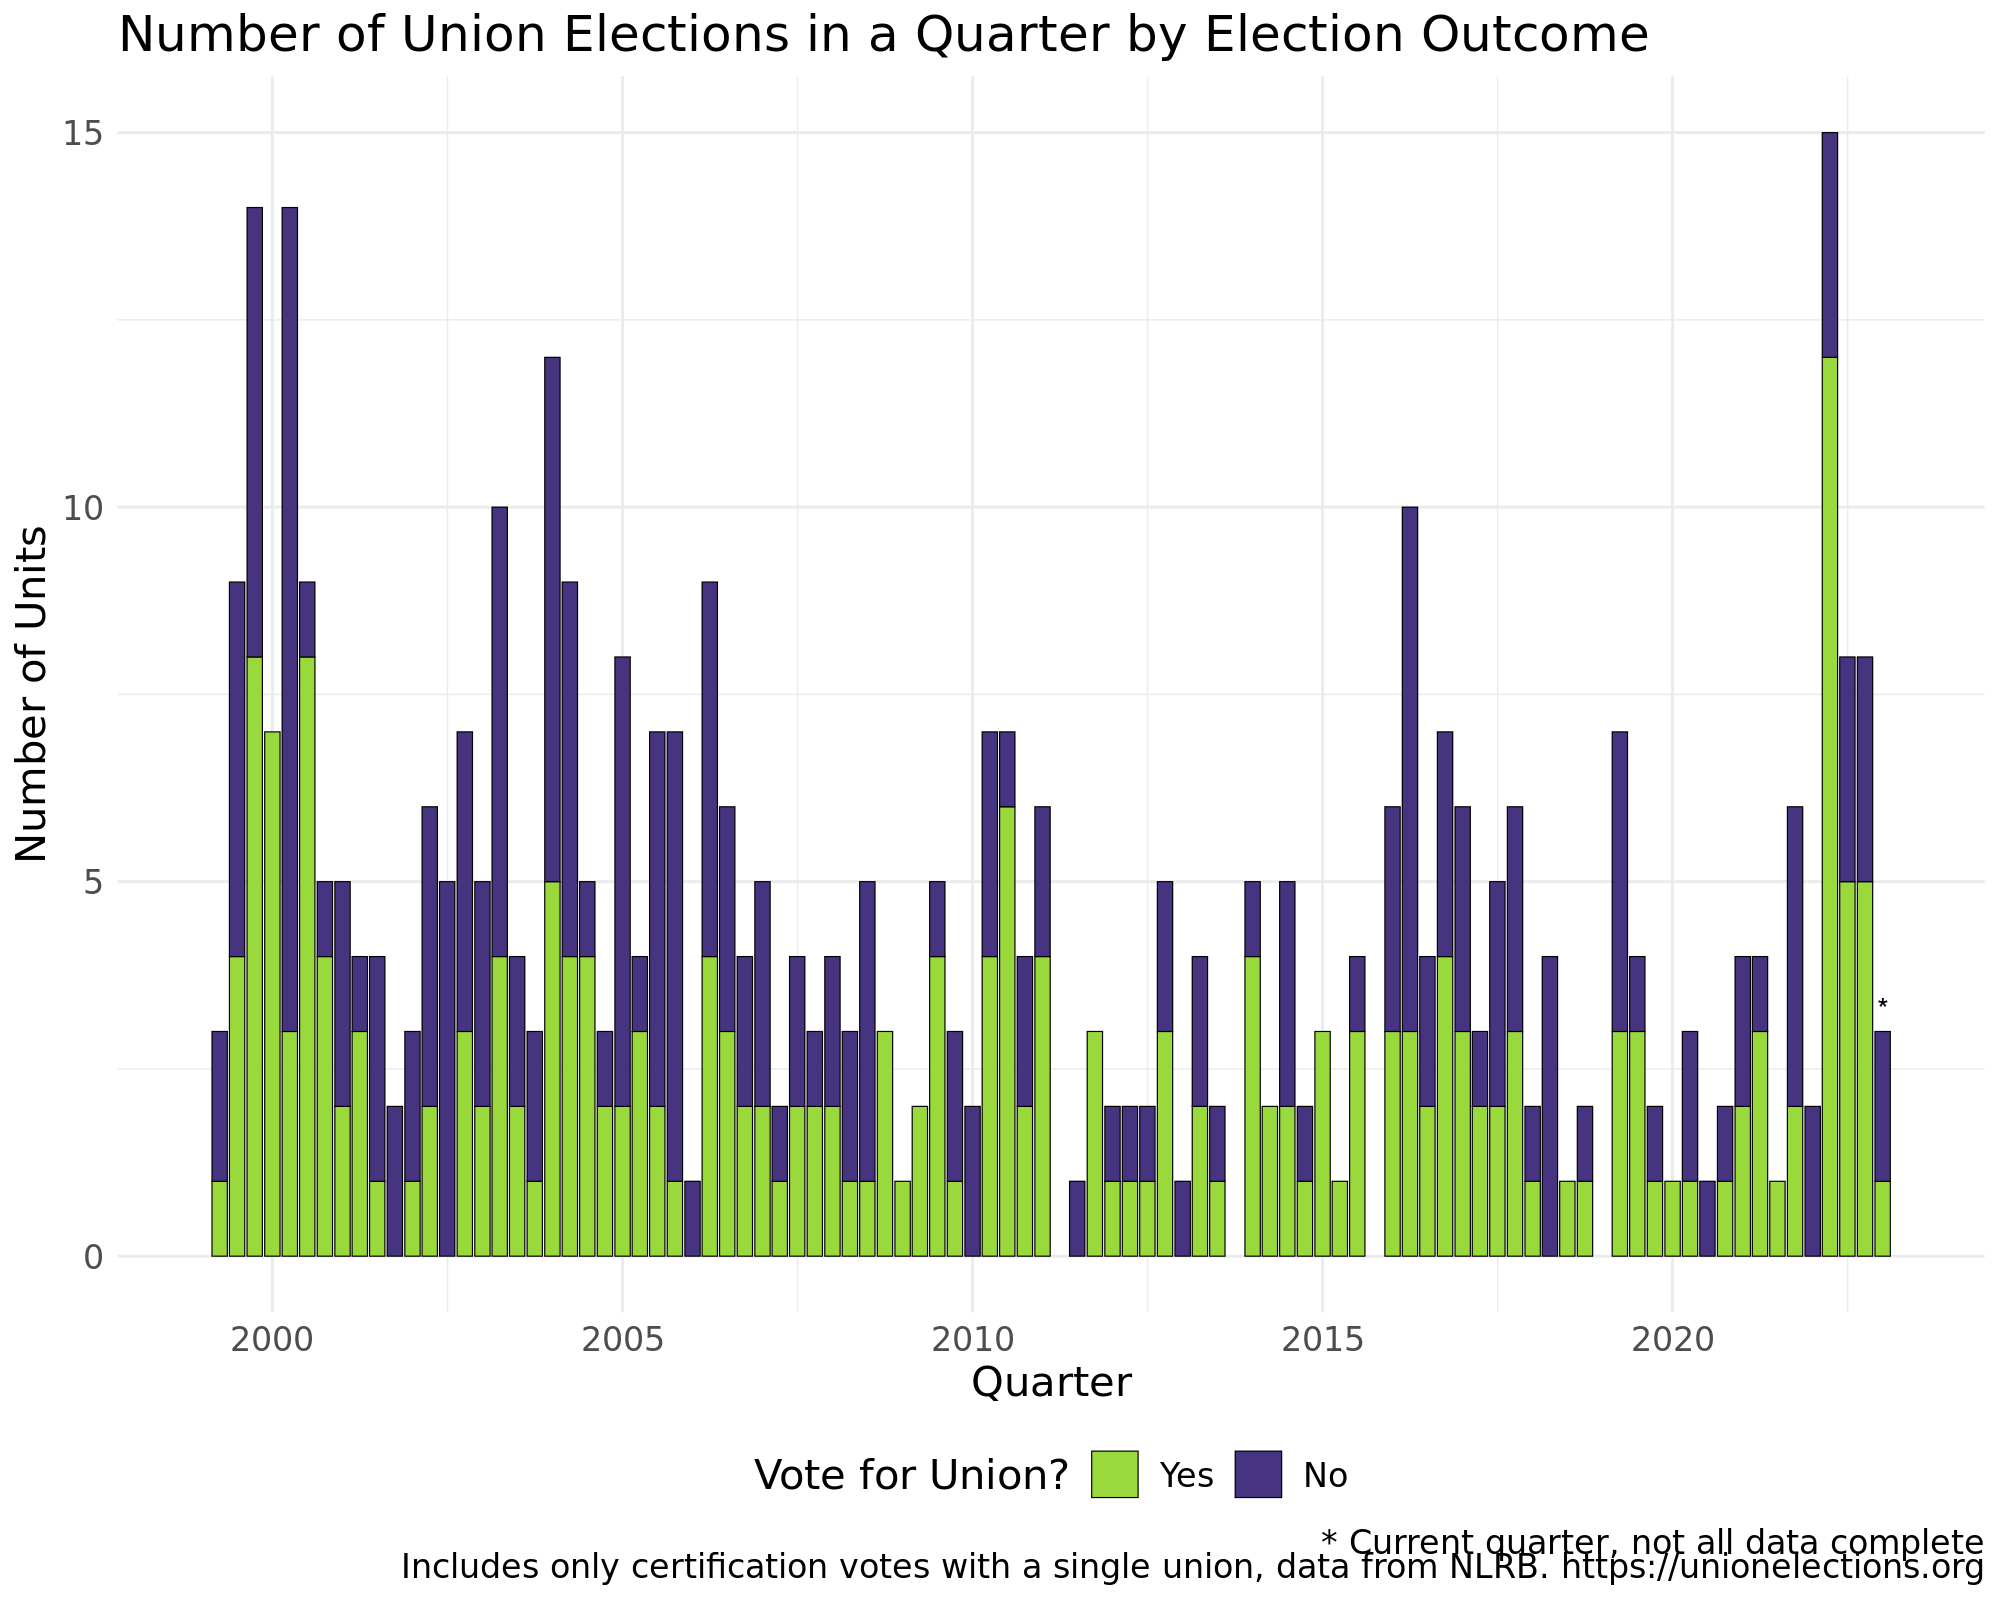 Number of Union Elections in a Quarter by Election Outcome
Number of Units
15
10
5
0
*
2000 2005 2010 2015 2020
Quarter
Vote for Union? Yes No
* Current quarter, not all data complete
Includes only certification votes with a single union, data from NLRB. https://unionelections.org